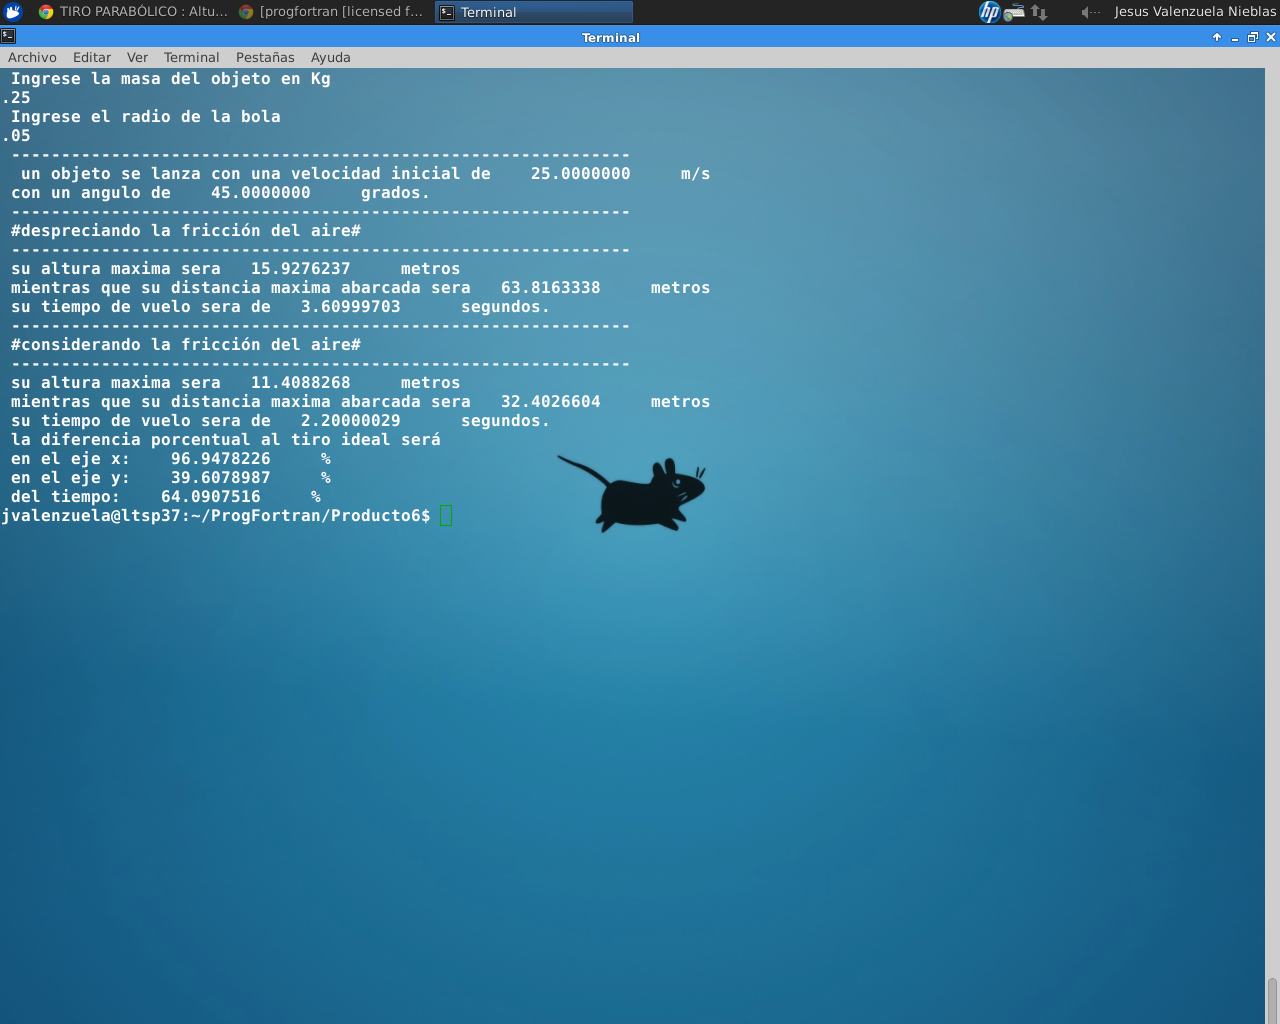 TIRO PARABÓLICO : Altu...
[progfortran [licensed f...
Terminal
hp
Jesus Valenzuela Nieblas
Terminal
Archivo Editar Ver Terminal Pestañas Ayuda
Ingrese la masa del objeto en Kg
.25
Ingrese el radio de la bola
.05
--------------------------------------------------------------
un objeto se lanza con una velocidad inicial de 25.0000000 m/s
con un angulo de 45.0000000 grados.
--------------------------------------------------------------
#despreciando la fricción del aire#
--------------------------------------------------------------
su altura maxima sera 15.9276237 metros
mientras que su distancia maxima abarcada sera 63.8163338 metros
su tiempo de vuelo sera de 3.60999703 segundos.
--------------------------------------------------------------
#considerando la fricción del aire#
--------------------------------------------------------------
su altura maxima sera 11.4088268 metros
mientras que su distancia maxima abarcada sera 32.4026604 metros
su tiempo de vuelo sera de 2.20000029 segundos.
la diferencia porcentual al tiro ideal será
en el eje x: 96.9478226 %
en el eje y: 39.6078987 %
del tiempo: 64.0907516 %
jvalenzuela@ltsp37:~/ProgFortran/Producto6$